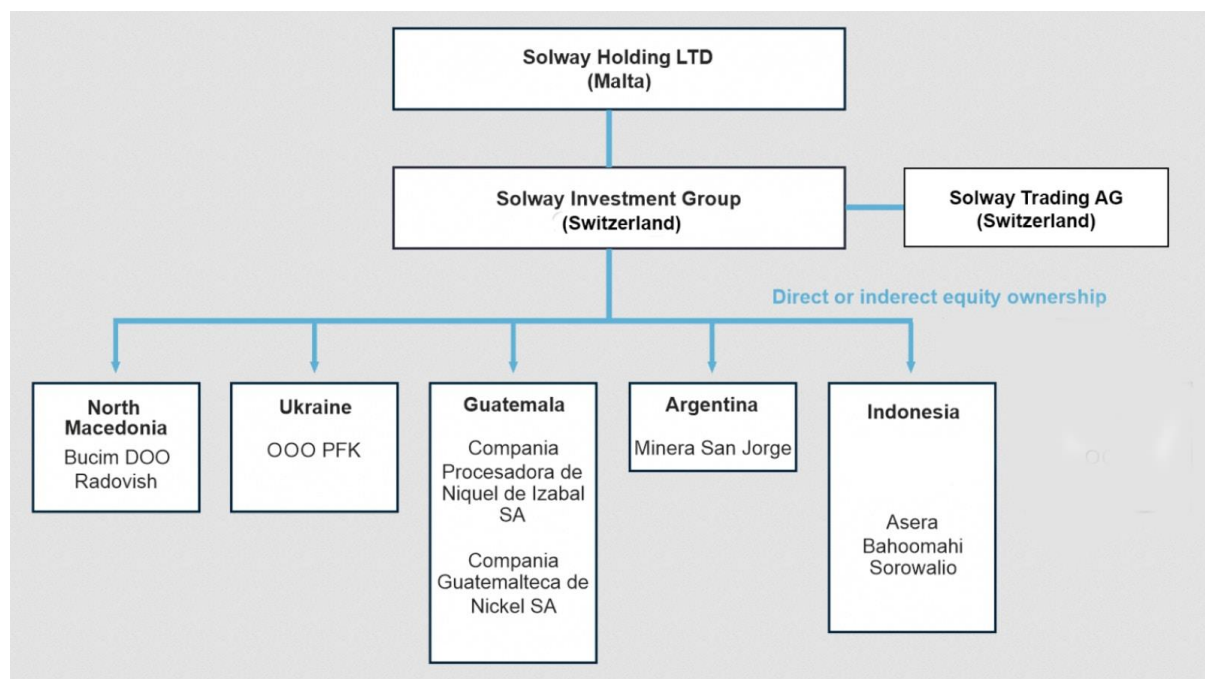 Solway Holding LTD
(Malta)
Solway Investment Group
(Switzerland)
Solway Trading AG
(Switzerland)
Direct or inderect equity ownership
North
Macedonia
Bucim DOO
Radovish
Ukraine
OOO PFK
Guatemala
Compania
Procesadora de
Niquel de Izabal
SA
Compania
Guatemalteca de
Nickel SA
Argentina
Minera San Jorge
Indonesia
Asera
Bahoomahi
Sorowalio